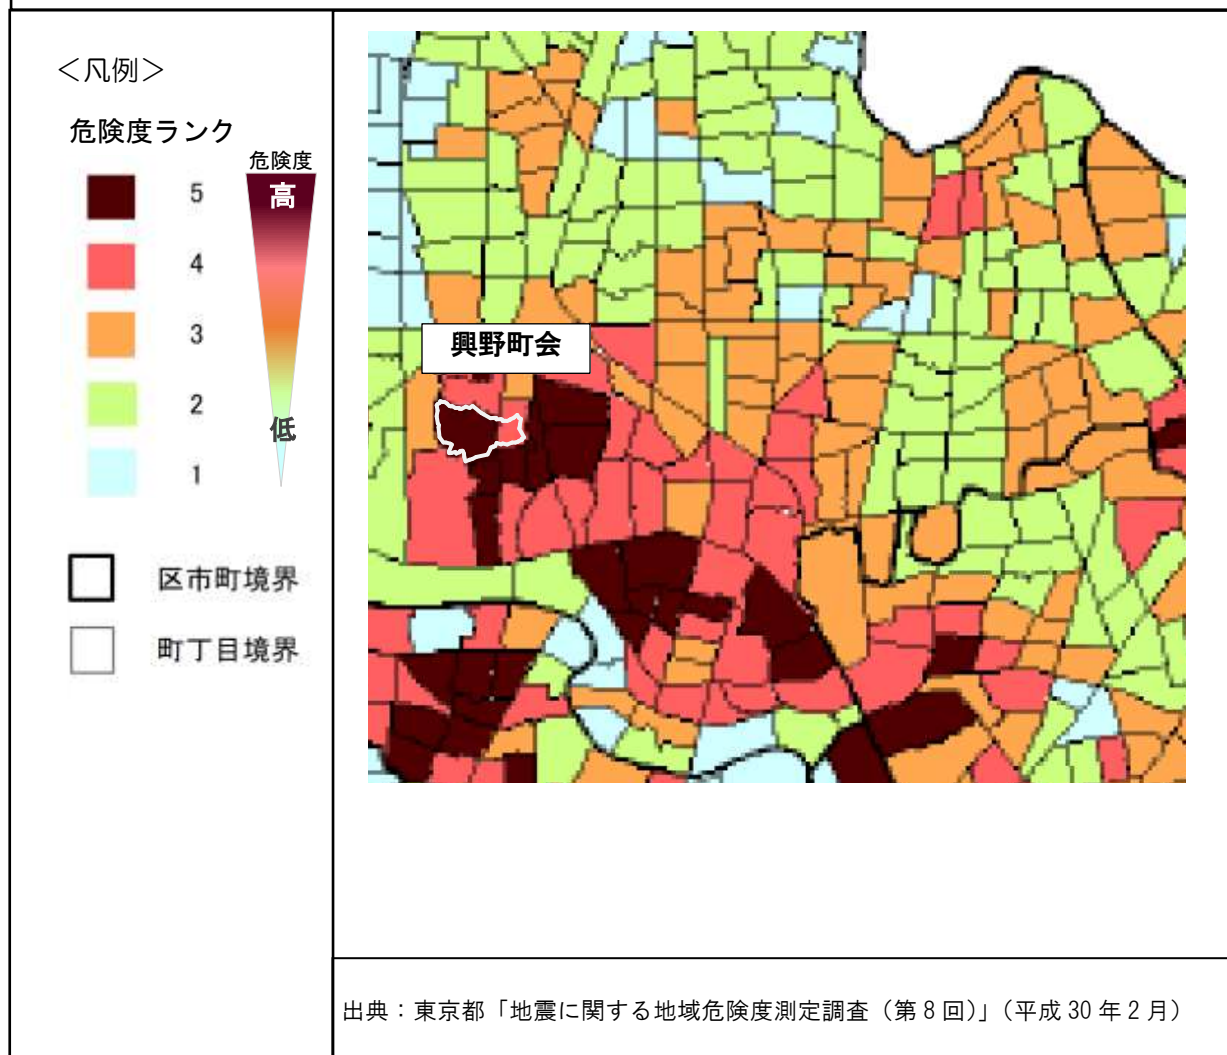 ＜凡例＞
危険度ランク
危険度
高
5
4
3
2
1
低
区市町境界
町丁目境界
興野町会
出典：東京都「地震に関する地域危険度測定調査（第８回）」（平成 30 年２月）